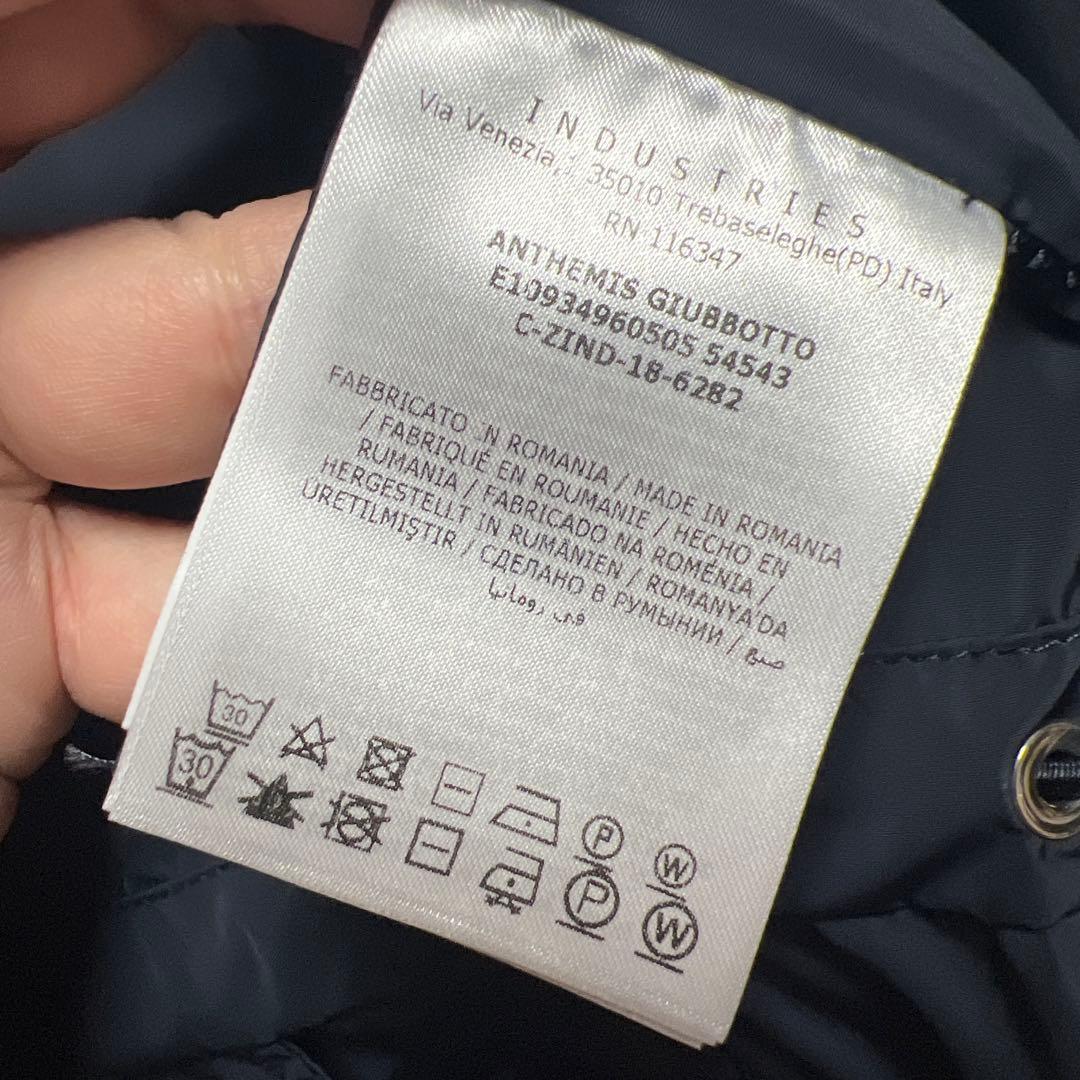 INDUSTRIES
Via Venezia,1 35010 Trebaseleghe(PD) Italy
RN 116347
ANTHEMIS GIUBBOTTO
E10934960505 54543
C-ZIND-18-6282
FABBRICATO IN ROMANIA / MADE IN ROMANIA
/ FABRIQUÉ EN ROUMANIE / HECHO EN
RUMANIA / FABRICADO NA ROMÉNIA /
HERGESTELLT IN RUMÄNIEN / ROMANYA'DA
ÜRETILMIŞTIR / СДЕЛАНО В РУМЫНИИ / صنع
في رومانيا
30 P W
30 P W